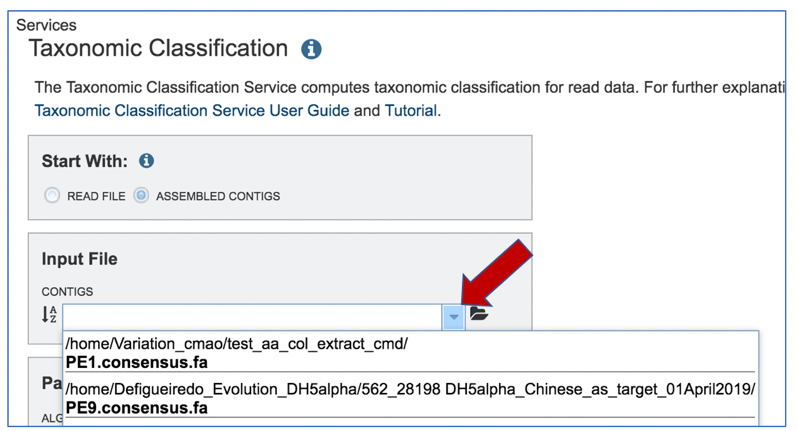 Services
Taxonomic Classification
The Taxonomic Classification Service computes taxonomic classification for read data. For further explanati
Taxonomic Classification Service User Guide and Tutorial.
Start With:
READ FILE ASSEMBLED CONTIGS
Input File
CONTIGS
AZ
/home/Variation_cmao/test_aa_col_extract_cmd/
PE1.consensus.fa
/home/Defigueiredo_Evolution_DH5alpha/562_28198 DH5alpha_Chinese_as_target_01April2019/
Pa
PE9.consensus.fa
ALG